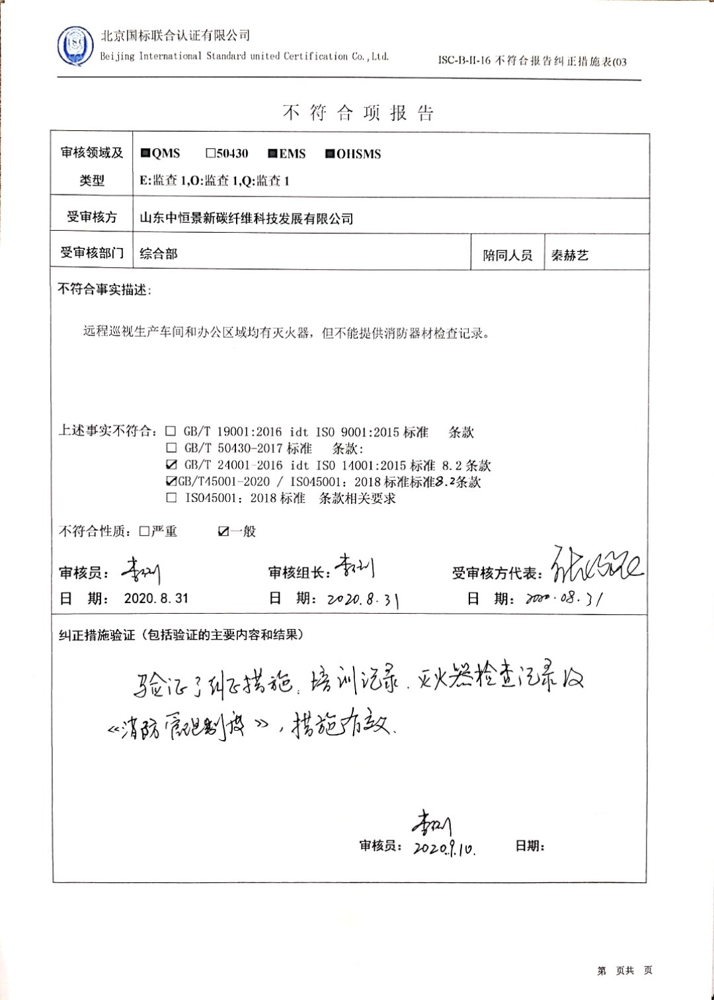 北京国标联合认证有限公司
Beijing International Standard united Certification Co.,Ltd.
ISC-B-II-16 不符合报告纠正措施表(03
不符合项报告
审核领域及类型
■QMS □50430 ■EMS ■OHSMS
E:监查 1,O:监查 1,Q:监查 1
受审核方 山东中恒景新碳纤维科技发展有限公司
受审核部门 综合部 陪同人员 秦赫艺
不符合事实描述:
远程巡视生产车间和办公区域均有灭火器，但不能提供消防器材检查记录。
上述事实不符合: □ GB/T 19001:2016 idt ISO 9001:2015 标准 条款
□ GB/T 50430-2017 标准 条款:
☑ GB/T 24001-2016 idt ISO 14001:2015 标准 8.2 条款
☑GB/T45001-2020 / ISO45001: 2018 标准标准8.2条款
□ ISO45001: 2018 标准 条款相关要求
不符合性质: □严重 ☑一般
审核员: 审核组长: 受审核方代表:
日 期: 2020.8.31 日 期: 2020.8.31 日 期: 2020.08.31
纠正措施验证（包括验证的主要内容和结果）
验证了纠正措施、培训记录、灭火器检查记录及
《消防管理制度》，措施有效.
审核员: 2020.9.10. 日期:
第 页共 页